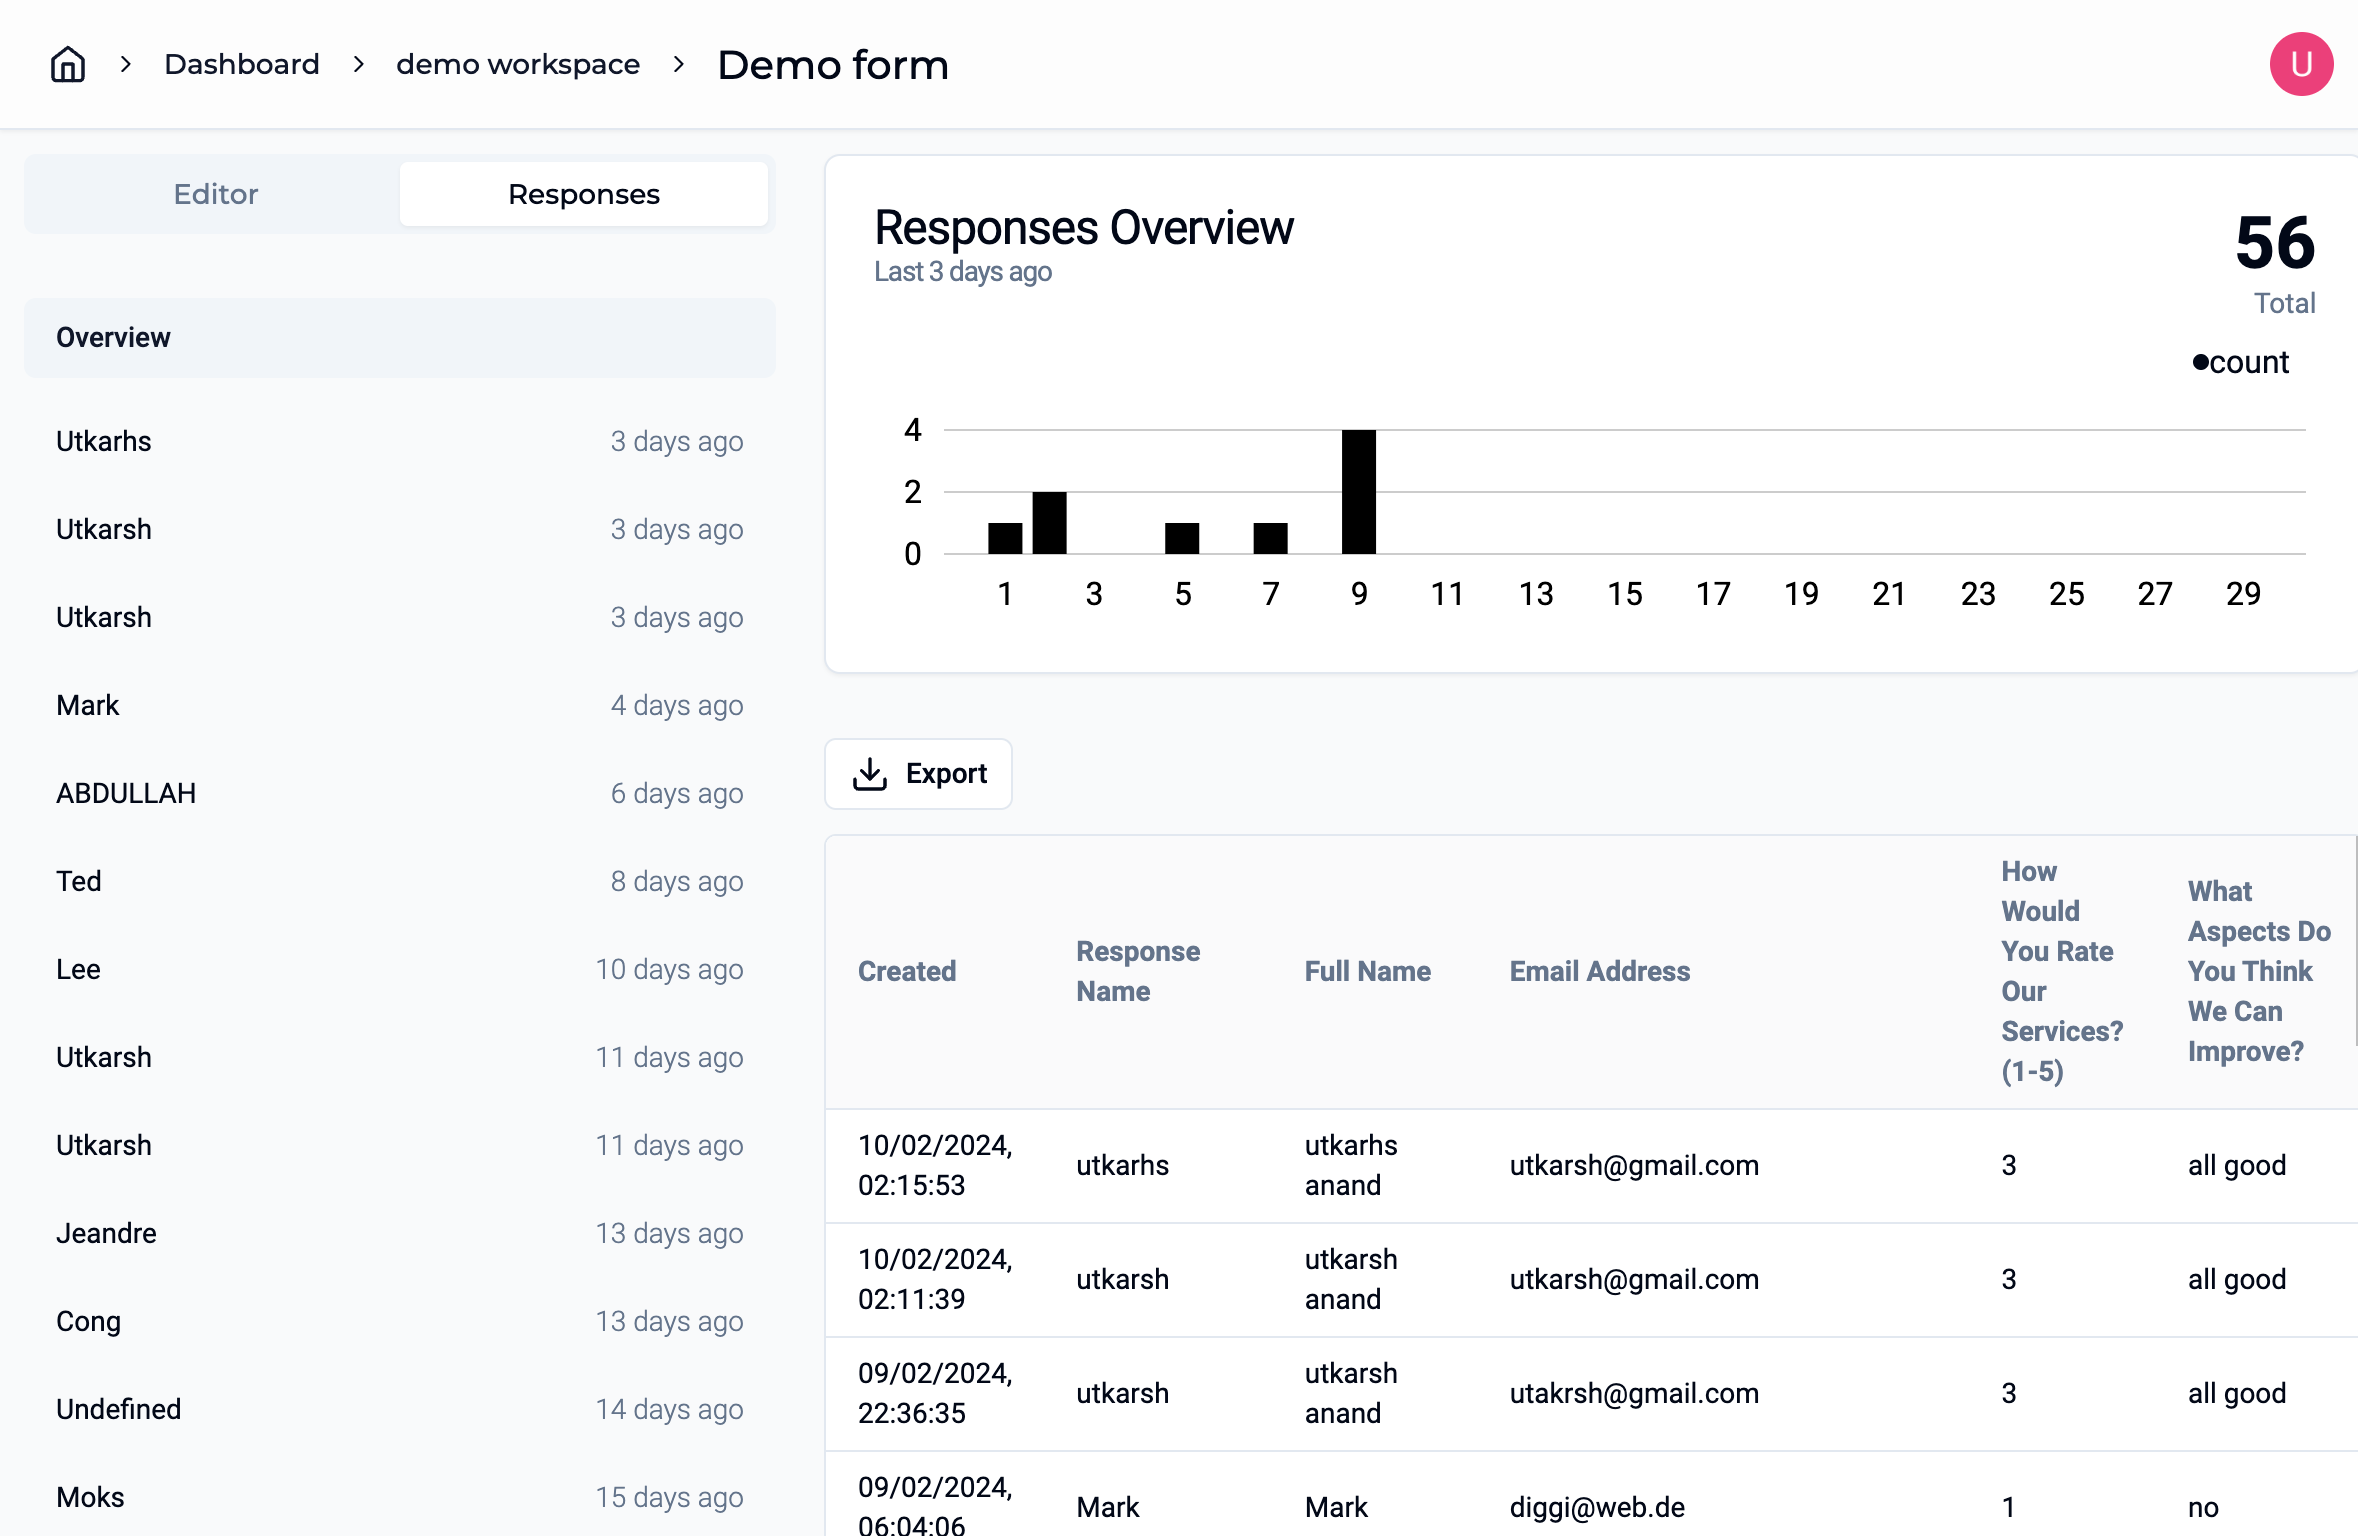 Dashboard > demo workspace > Demo form
U
Editor
Responses
Overview
Utkarhs 3 days ago
Utkarsh 3 days ago
Utkarsh 3 days ago
Mark 4 days ago
ABDULLAH 6 days ago
Ted 8 days ago
Lee 10 days ago
Utkarsh 11 days ago
Utkarsh 11 days ago
Jeandre 13 days ago
Cong 13 days ago
Undefined 14 days ago
Moks 15 days ago
Responses Overview
Last 3 days ago
56
Total
count
4
2
0
1 3 5 7 9 11 13 15 17 19 21 23 25 27 29
Export
Created
Response
Name
Full Name
Email Address
How
Would
You Rate
Our
Services?
(1-5)
What
Aspects Do
You Think
We Can
Improve?
10/02/2024,
02:15:53
utkarhs
utkarhs
anand
utkarsh@gmail.com
3
all good
10/02/2024,
02:11:39
utkarsh
utkarsh
anand
utkarsh@gmail.com
3
all good
09/02/2024,
22:36:35
utkarsh
utkarsh
anand
utakrsh@gmail.com
3
all good
09/02/2024,
06:04:06
Mark
Mark
diggi@web.de
1
no